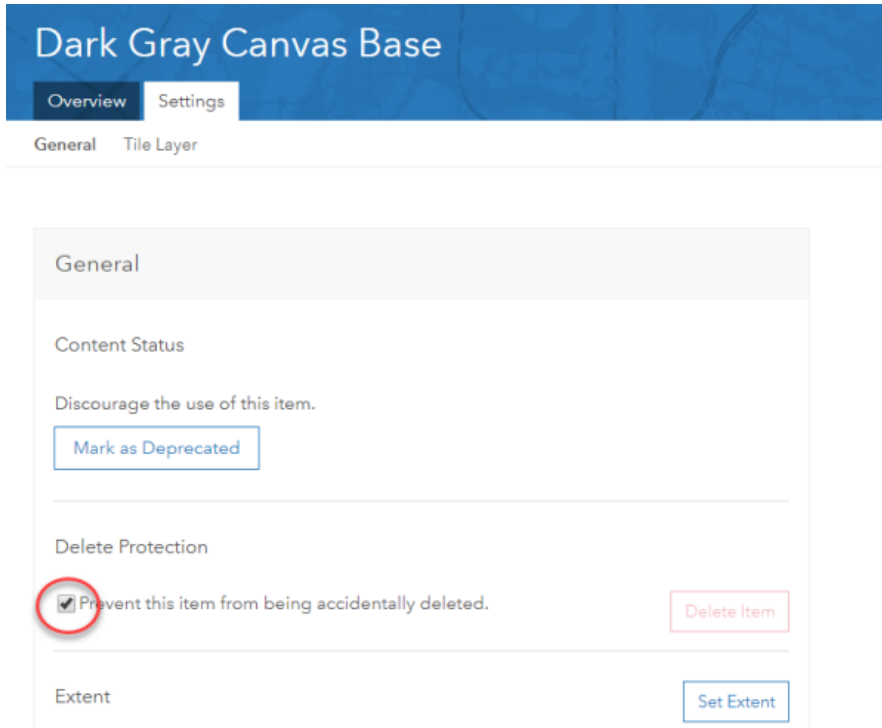 Dark Gray Canvas Base
Overview Settings
General Tile Layer
General
Content Status
Discourage the use of this item.
Mark as Deprecated
Delete Protection
Prevent this item from being accidentally deleted.
Delete Item
Extent
Set Extent